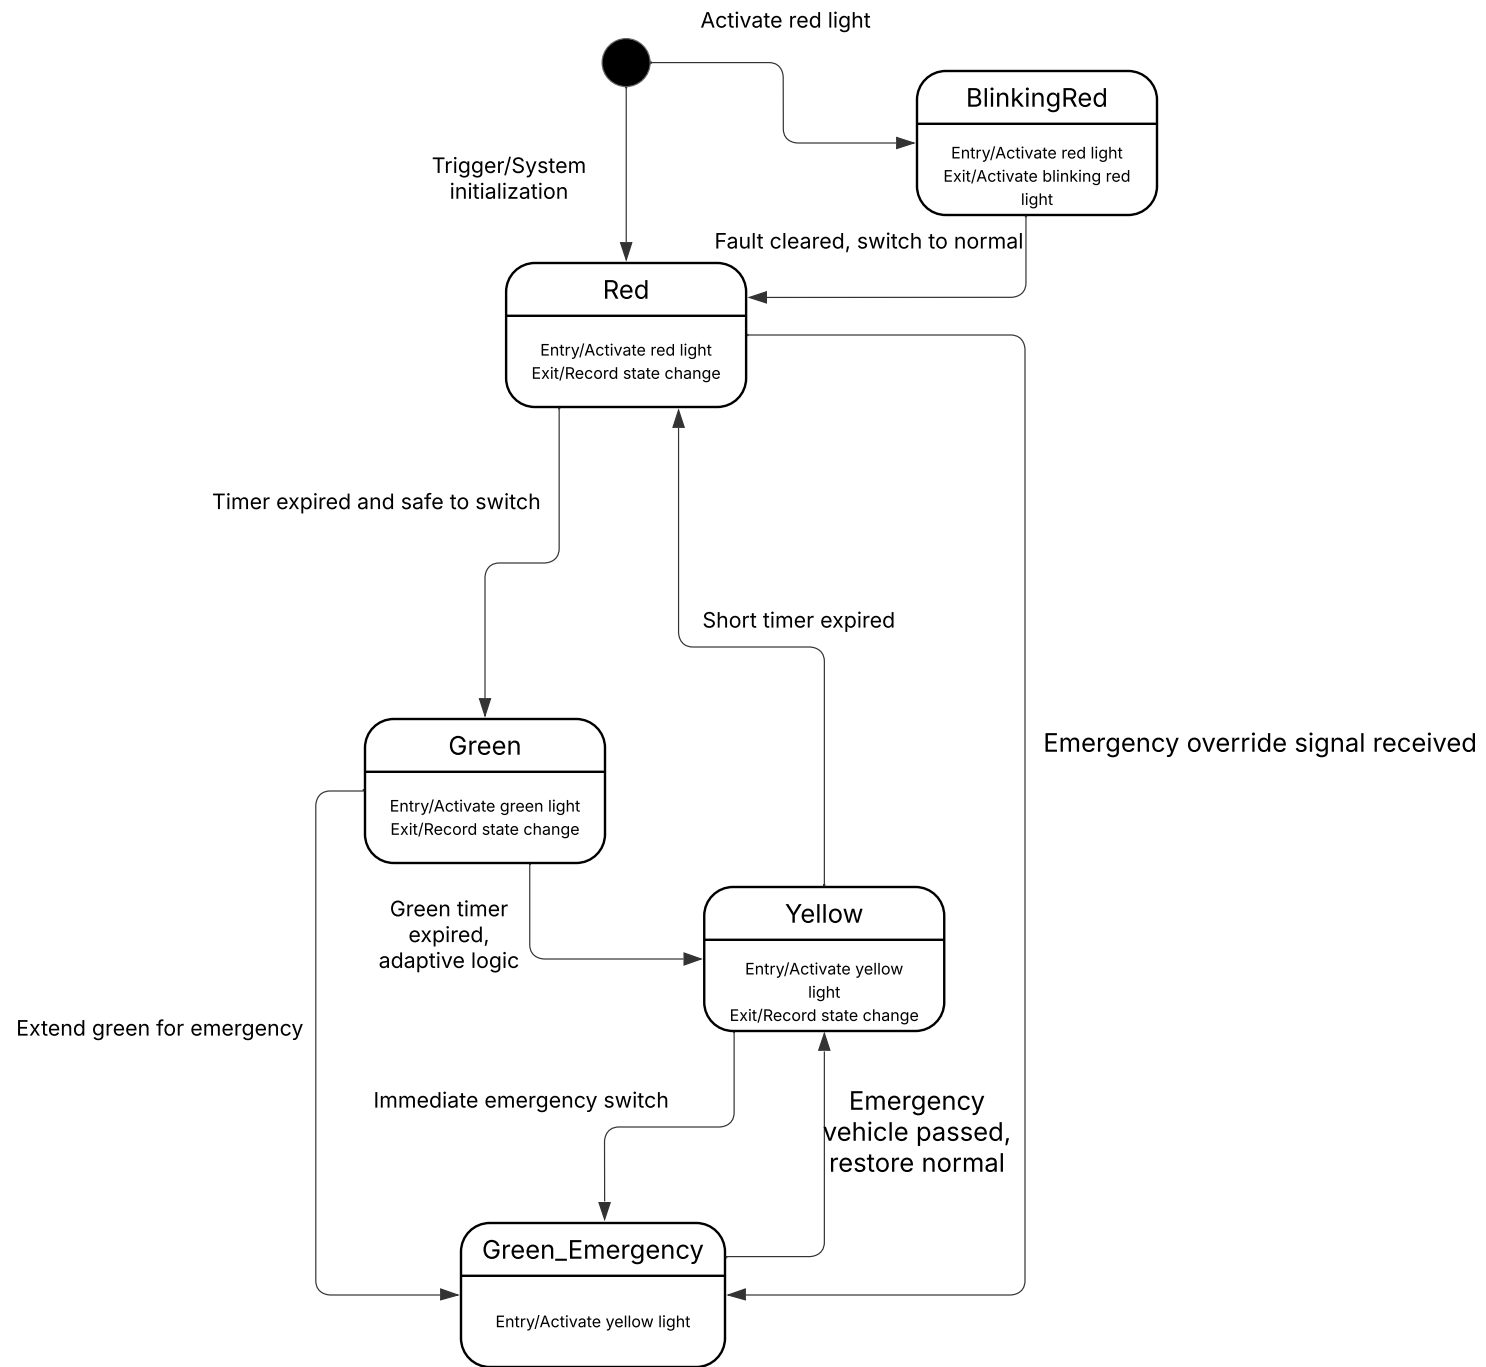 Activate red light
BlinkingRed
Entry/Activate red light
Exit/Activate blinking red
light
Trigger/System
initialization
Fault cleared, switch to normal
Red
Entry/Activate red light
Exit/Record state change
Timer expired and safe to switch
Short timer expired
Green
Entry/Activate green light
Exit/Record state change
Emergency override signal received
Green timer
expired,
adaptive logic
Yellow
Entry/Activate yellow
light
Exit/Record state change
Extend green for emergency
Immediate emergency switch
Emergency
vehicle passed,
restore normal
Green_Emergency
Entry/Activate yellow light